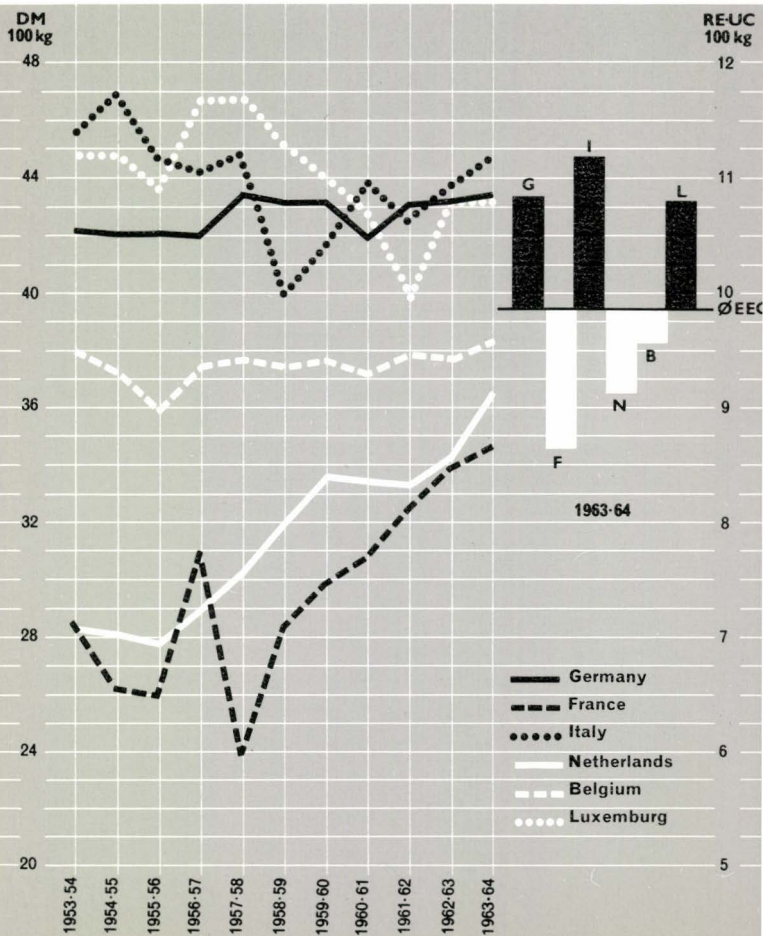 DM
100 kg
48
44
40
36
32
28
24
20
RE-UC
100 kg
12
11
10
Ø EEC
9
8
7
6
5
G
I
L
F
N
B
1963·64
Germany
France
Italy
Netherlands
Belgium
Luxemburg
1953·54
1954·55
1955·56
1956·57
1957·58
1958·59
1959·60
1960·61
1961·62
1962·63
1963·64